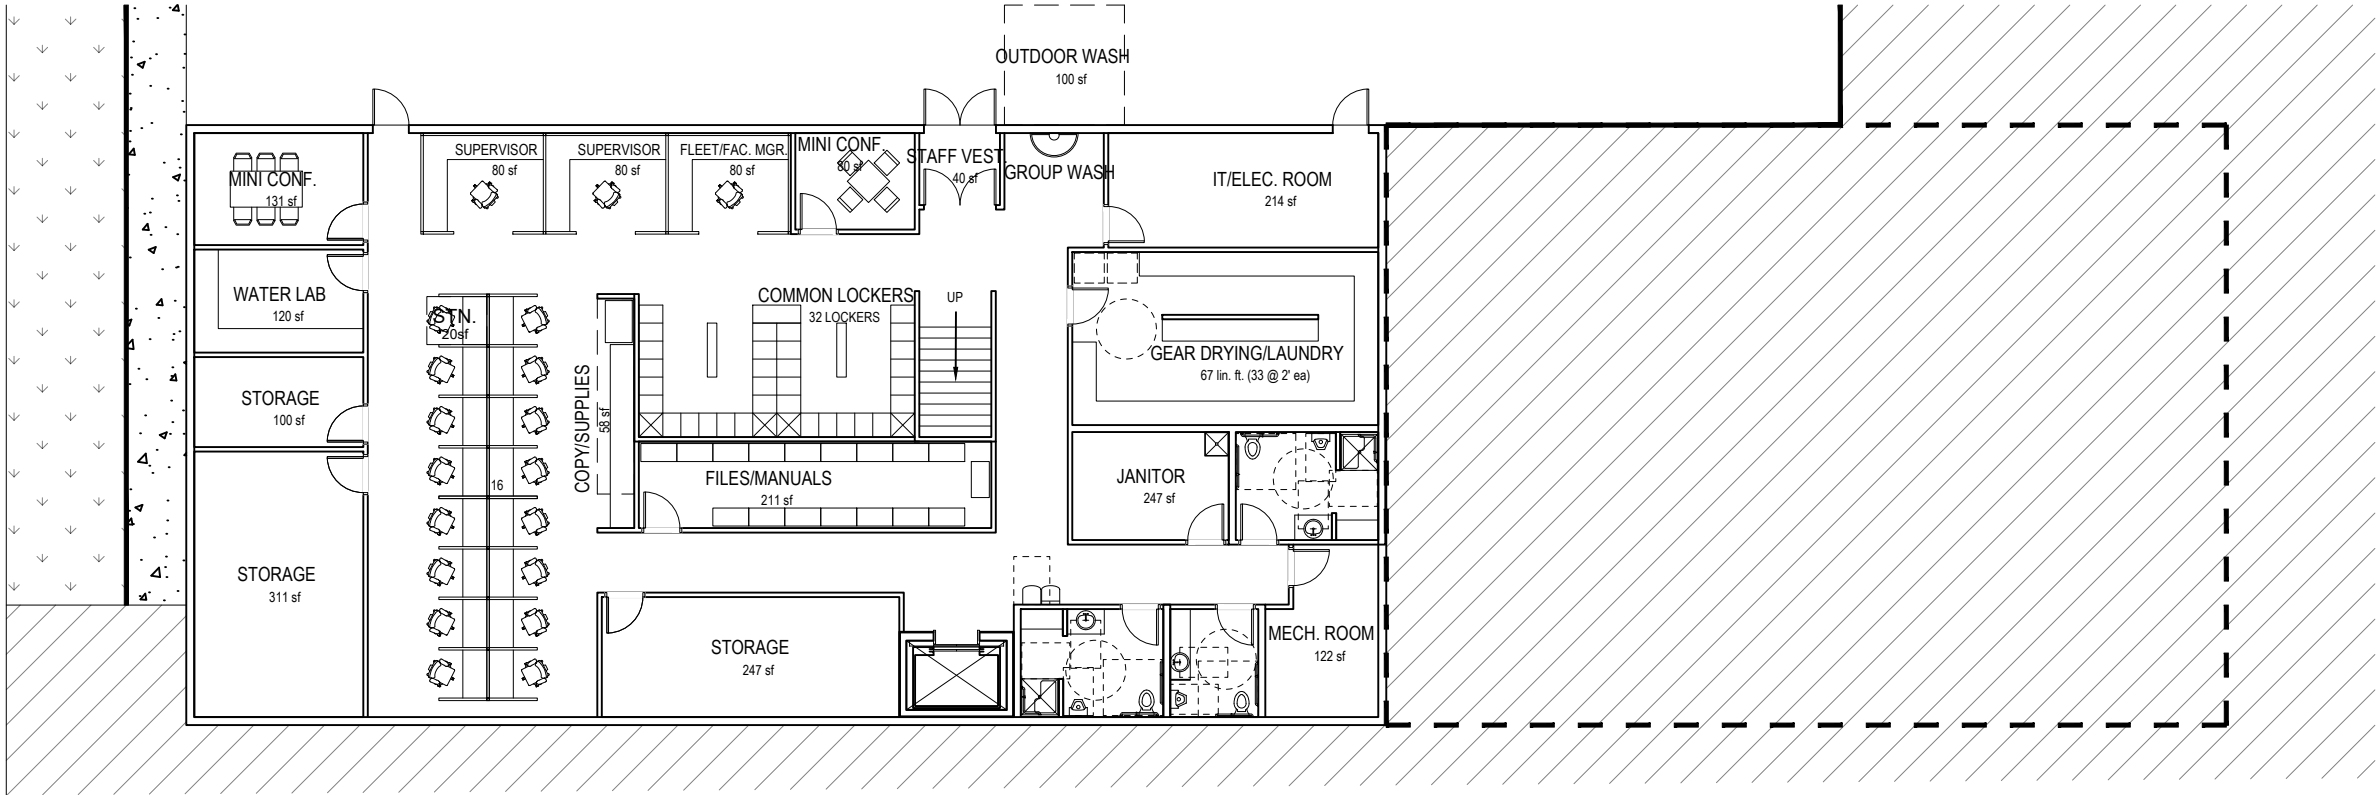 OUTDOOR WASH
100 sf
SUPERVISOR
80 sf
SUPERVISOR
80 sf
FLEET/FAC. MGR.
80 sf
MINI CONF.
80 sf
STAFF VEST.
40 sf
GROUP WASH
IT/ELEC. ROOM
214 sf
MINI CONF.
131 sf
WATER LAB
120 sf
STN.
20sf
COMMON LOCKERS
32 LOCKERS
UP
GEAR DRYING/LAUNDRY
67 lin. ft. (33 @ 2' ea)
STORAGE
100 sf
COPY/SUPPLIES
58 sf
16
FILES/MANUALS
211 sf
JANITOR
247 sf
STORAGE
311 sf
STORAGE
247 sf
MECH. ROOM
122 sf